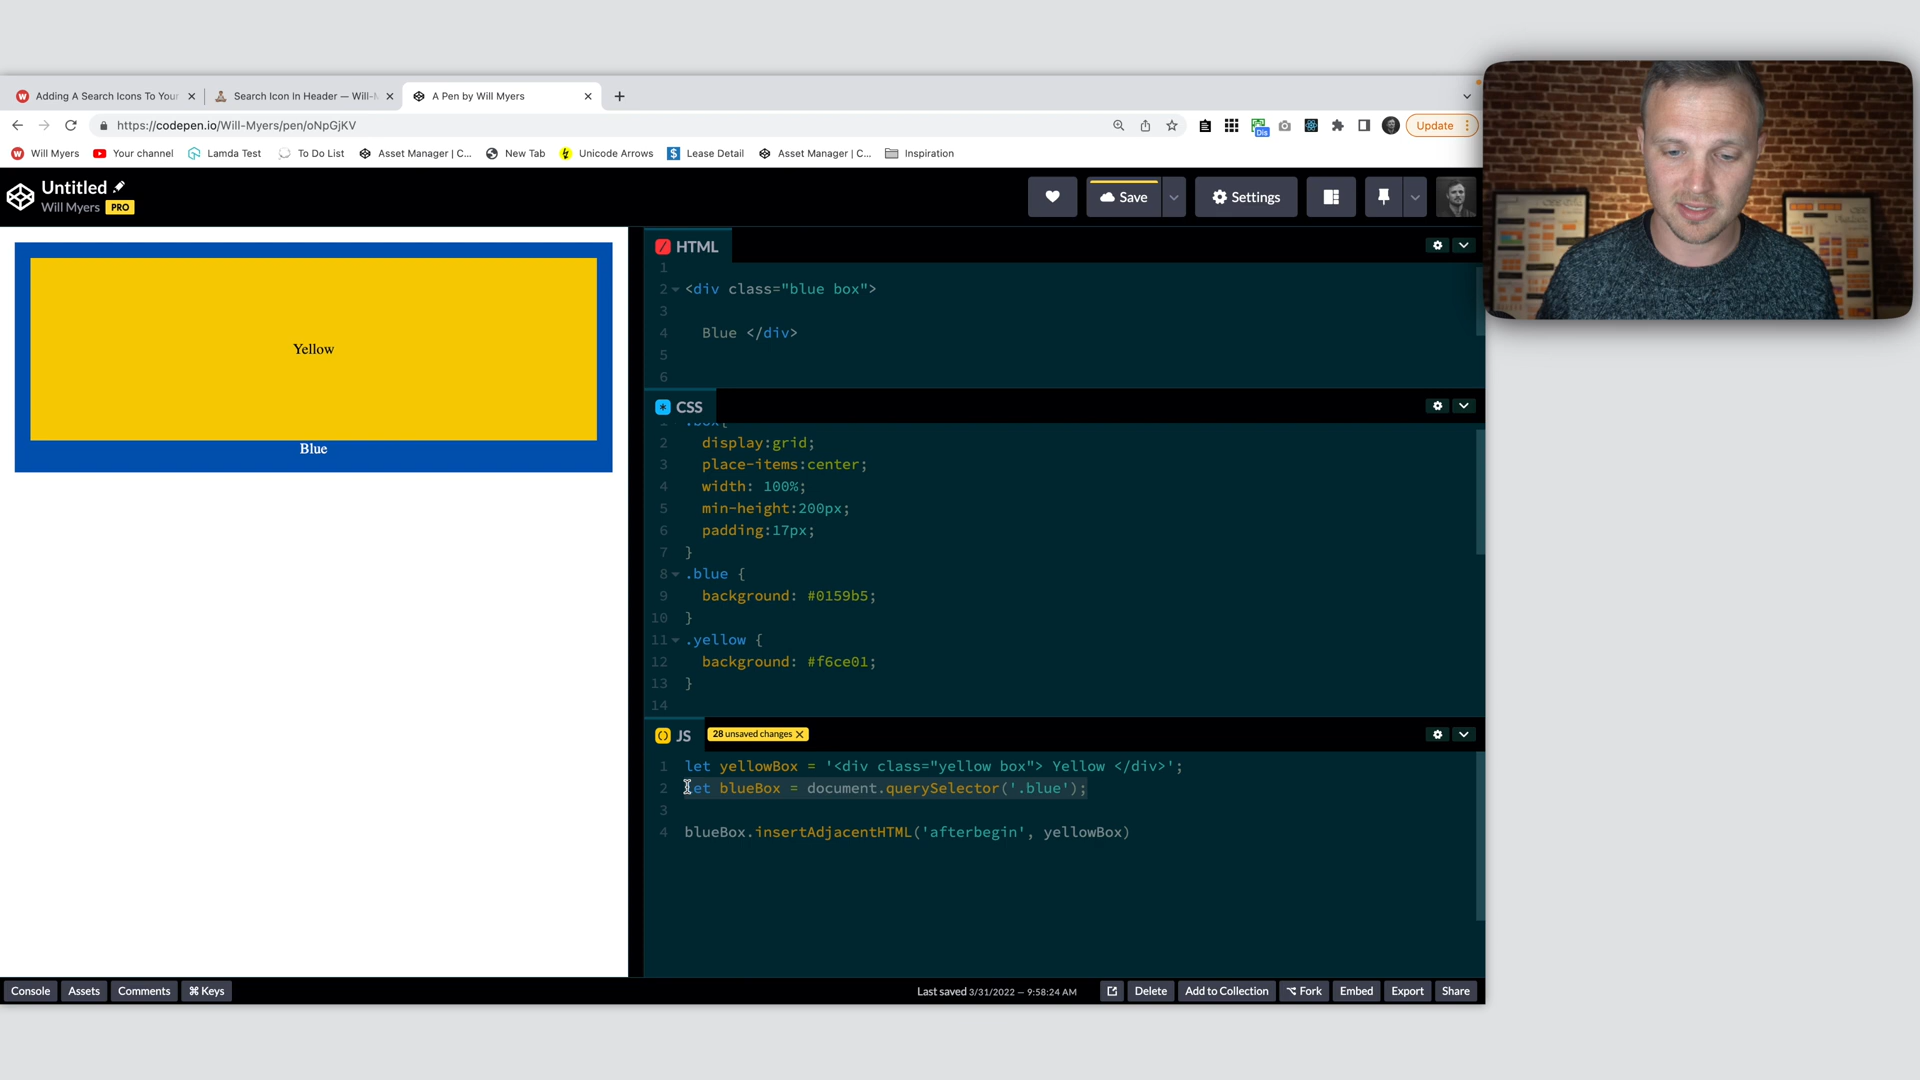 Adding A Search Icons To Your
Search Icon In Header — Will-
A Pen by Will Myers
https://codepen.io/Will-Myers/pen/oNpGjKV
Dis
Update
Will Myers
Your channel
Lamda Test
To Do List
Asset Manager | C...
New Tab
Unicode Arrows
Lease Detail
Asset Manager | C...
Inspiration
Untitled
Will Myers PRO
Save
Settings
Yellow
Blue
HTML
1
2 <div class="blue box">
3
4 Blue </div>
5
6
CSS
1 .box{
2 display:grid;
3 place-items:center;
4 width: 100%;
5 min-height:200px;
6 padding:17px;
7 }
8 .blue {
9 background: #0159b5;
10 }
11 .yellow {
12 background: #f6ce01;
13 }
14
JS 28 unsaved changes
1 let yellowBox = '<div class="yellow box"> Yellow </div>';
2 let blueBox = document.querySelector('.blue');
3
4 blueBox.insertAdjacentHTML('afterbegin', yellowBox)
Console
Assets
Comments
⌘ Keys
Last saved 3/31/2022 — 9:58:24 AM
Delete
Add to Collection
Fork
Embed
Export
Share